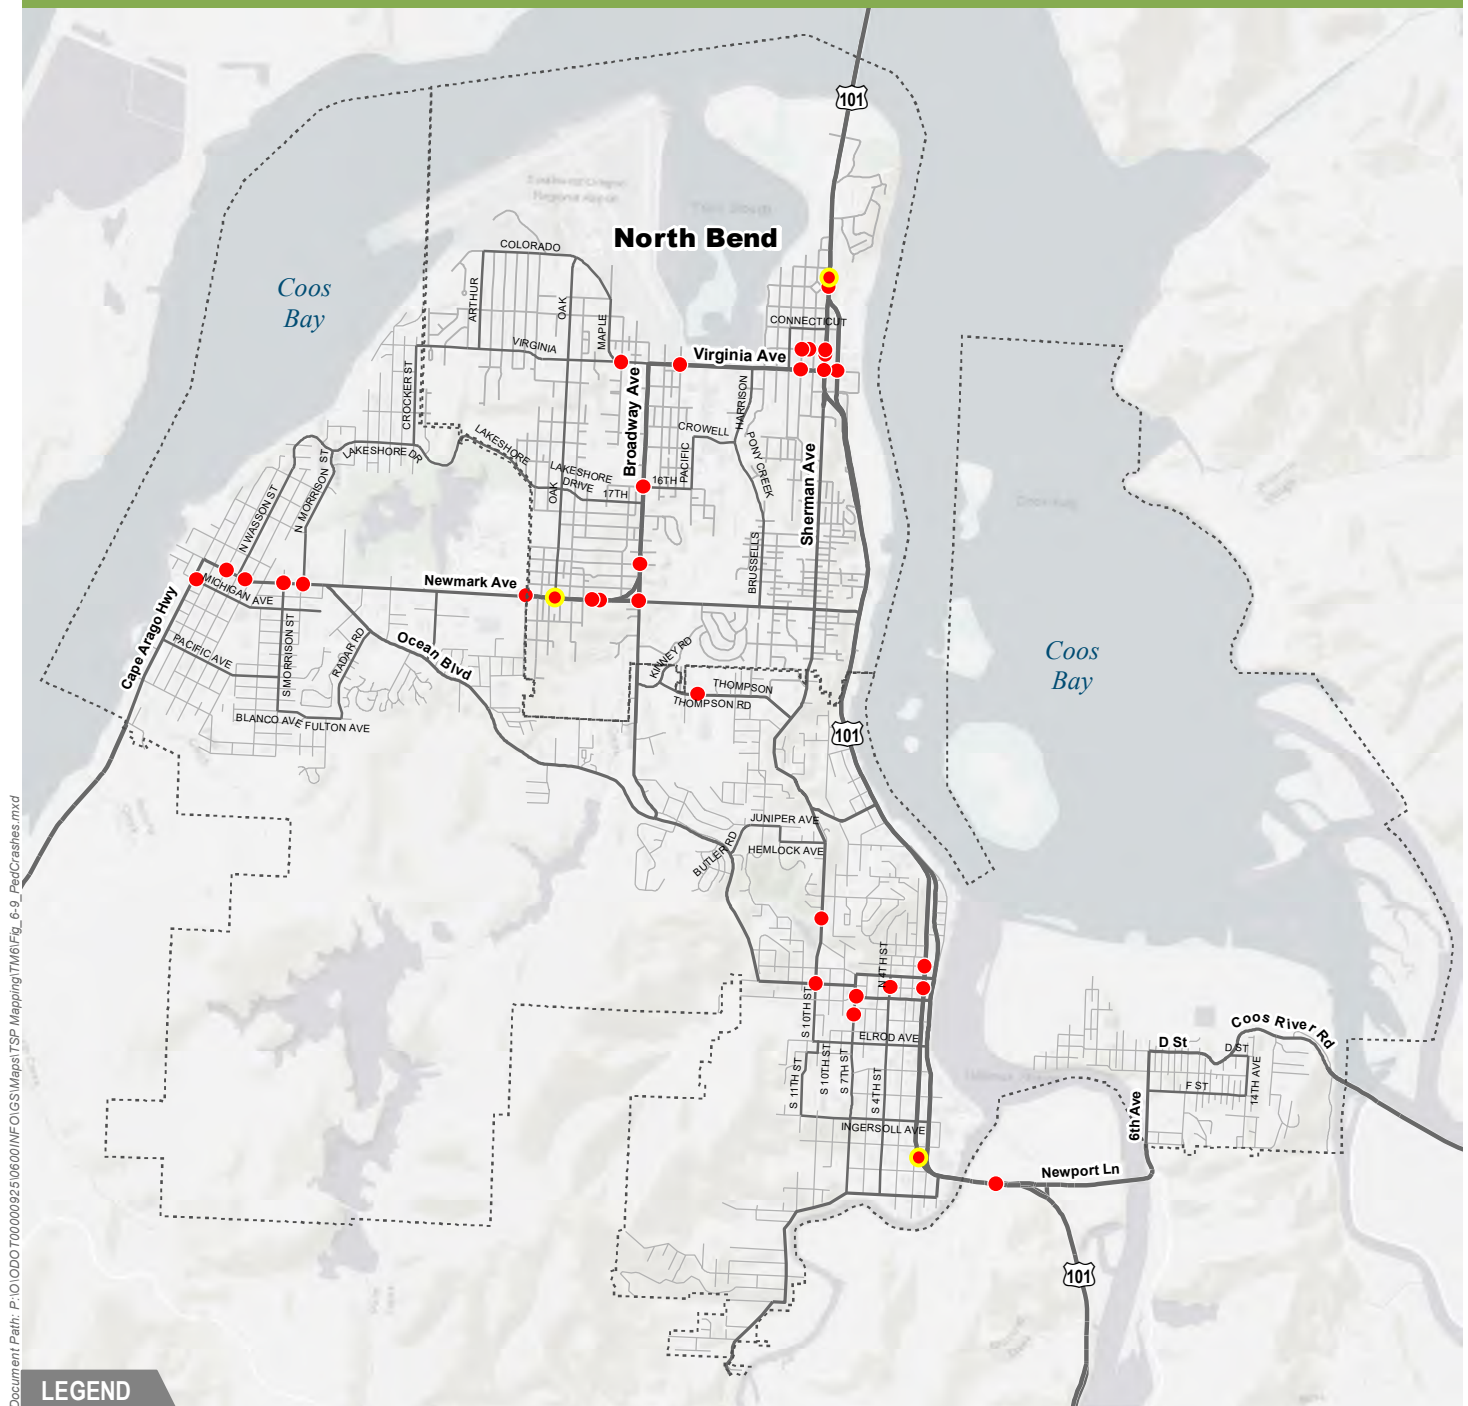 101
North Bend
COLORADO
Coos
Bay
ARTHUR
OAK
MAPLE
CONNECTICUT
VIRGINIA
Virginia Ave
CROCKER ST
Broadway Ave
HARRISON
CROWELL
LAKESHORE
LAKESHORE DR
PACIFIC
PONY CREEK
Sherman Ave
LAKESHORE
DRIVE
16TH
17TH
OAK
N WASSON ST
N MORRISON ST
BRUSSELLS
Newmark Ave
MICHIGAN AVE
Cape Arago Hwy
S MORRISON ST
RADAR RD
PACIFIC AVE
Ocean Blvd
KINNEY RD
THOMPSON
THOMPSON RD
Coos
Bay
BLANCO AVE
FULTON AVE
101
JUNIPER AVE
BUTLER RD
HEMLOCK AVE
N 4TH ST
S 10TH ST
ELROD AVE
S 11TH ST
S 10TH ST
S 7TH ST
S 4TH ST
INGERSOLL AVE
Coos River Rd
D St
D ST
F ST
14TH AVE
6th Ave
Newport Ln
101
Document Path: P:\O\ODOT00000925\0600INFO\GS\Maps\TSP Mapping\TM6\Fig_6-9_PedCrashes.mxd
LEGEND